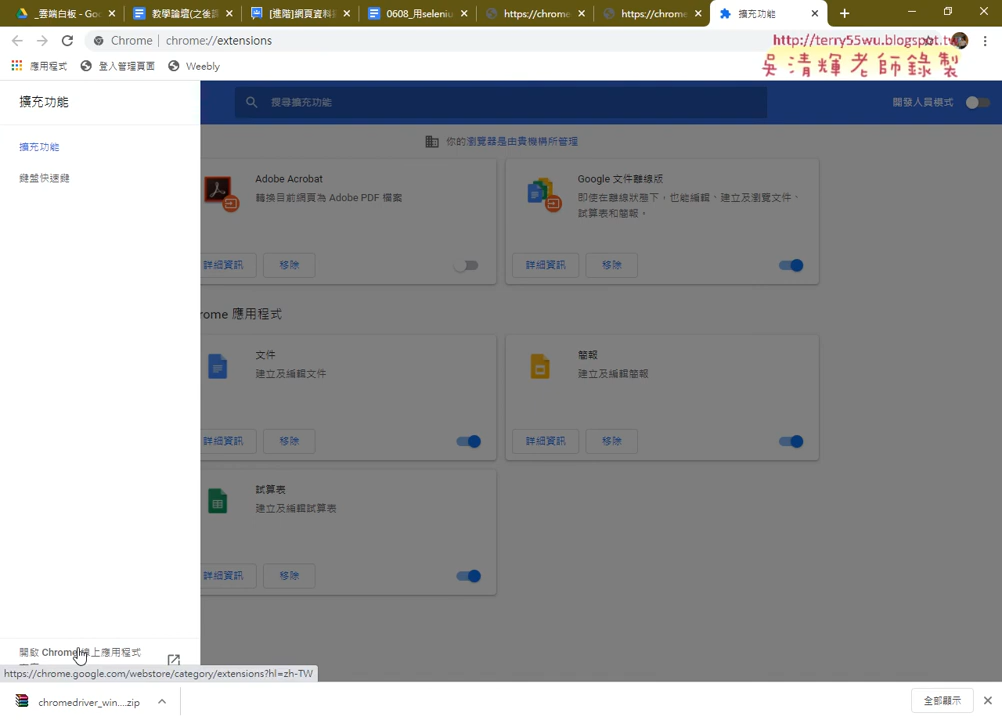 _雲端白板 - Goo
教學論壇(之後課
[進階]網頁資料擷
0608_用seleniu
https://chrome
https://chrome
擴充功能
Chrome
chrome://extensions
http://terry55wu.blogspot.tw
吳清輝老師錄製
應用程式
登入管理頁面
Weebly
擴充功能
搜尋擴充功能
開發人員模式
擴充功能
鍵盤快速鍵
你的瀏覽器是由貴機構所管理
Adobe Acrobat
轉換目前網頁為 Adobe PDF 檔案
詳細資訊
移除
Google 文件離線版
即使在離線狀態下，也能編輯、建立及瀏覽文件、
試算表和簡報。
詳細資訊
移除
rome 應用程式
文件
建立及編輯文件
詳細資訊
移除
簡報
建立及編輯簡報
詳細資訊
移除
試算表
建立及編輯試算表
詳細資訊
移除
開啟 Chrome 線上應用程式
https://chrome.google.com/webstore/category/extensions?hl=zh-TW
chromedriver_win....zip
全部顯示